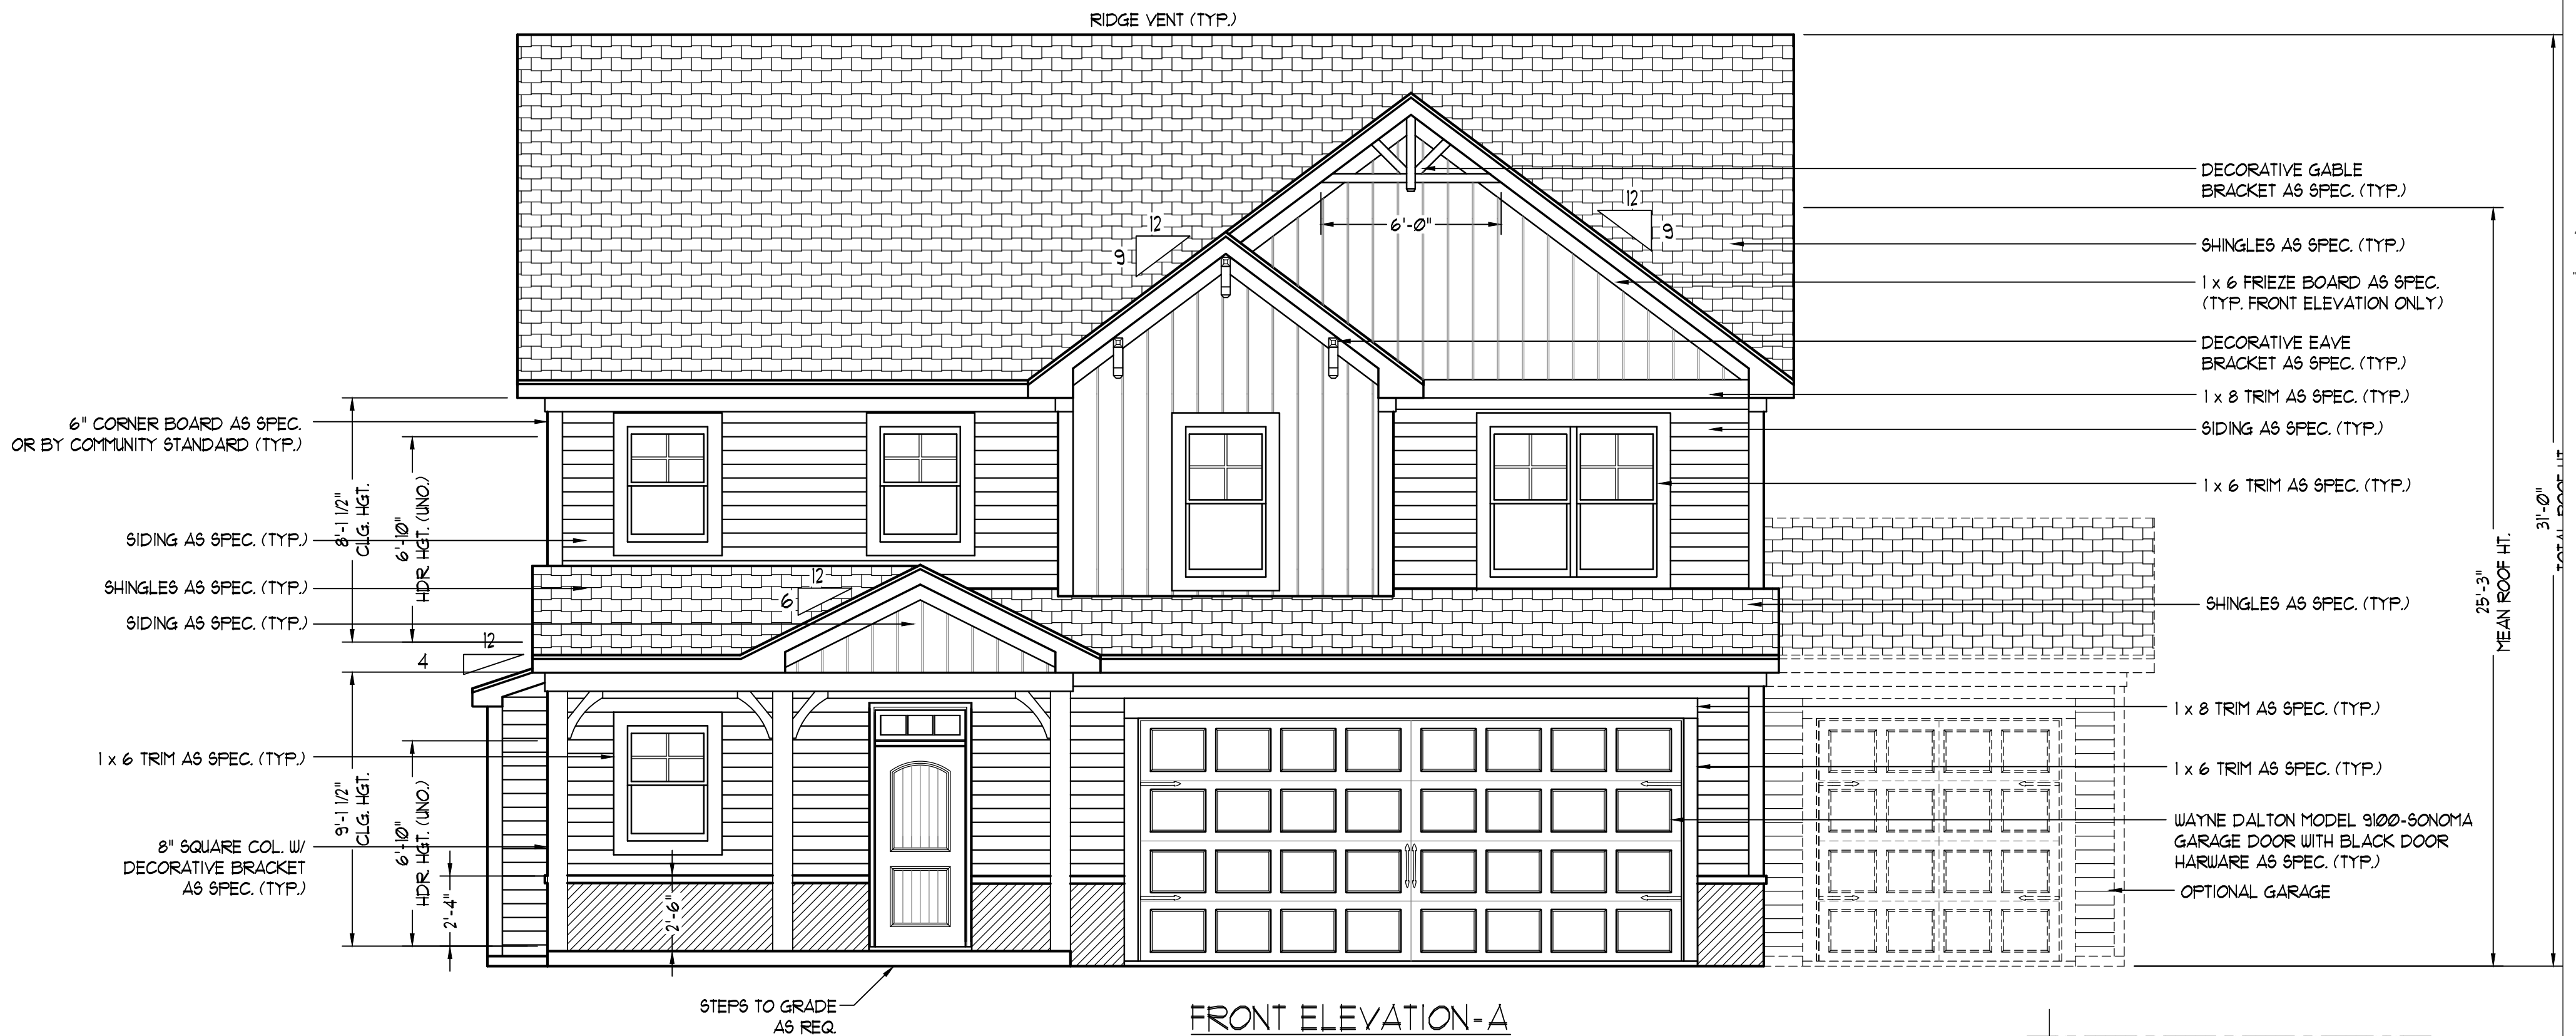 RIDGE VENT (TYP.)
DECORATIVE GABLE
BRACKET AS SPEC. (TYP.)
12
9
6'-0"
12
9
SHINGLES AS SPEC. (TYP.)
1 x 6 FRIEZE BOARD AS SPEC.
(TYP. FRONT ELEVATION ONLY)
DECORATIVE EAVE
BRACKET AS SPEC. (TYP.)
1 x 8 TRIM AS SPEC. (TYP.)
SIDING AS SPEC. (TYP.)
1 x 6 TRIM AS SPEC. (TYP.)
6" CORNER BOARD AS SPEC.
OR BY COMMUNITY STANDARD (TYP.)
8'-1 1/2"
CLG. HGT.
6'-10"
HDR. HGT. (UNO.)
SIDING AS SPEC. (TYP.)
SHINGLES AS SPEC. (TYP.)
SIDING AS SPEC. (TYP.)
12
6
12
4
SHINGLES AS SPEC. (TYP.)
25'-3"
MEAN ROOF HT.
31'-0"
1 x 6 TRIM AS SPEC. (TYP.)
9'-1 1/2"
CLG. HGT.
6'-10"
HDR. HGT. (UNO.)
8" SQUARE COL. W/
DECORATIVE BRACKET
AS SPEC. (TYP.)
2'-4"
2'-6"
1 x 8 TRIM AS SPEC. (TYP.)
1 x 6 TRIM AS SPEC. (TYP.)
WAYNE DALTON MODEL 9100-SONOMA
GARAGE DOOR WITH BLACK DOOR
HARWARE AS SPEC. (TYP.)
OPTIONAL GARAGE
STEPS TO GRADE
AS REQ.
FRONT ELEVATION-A